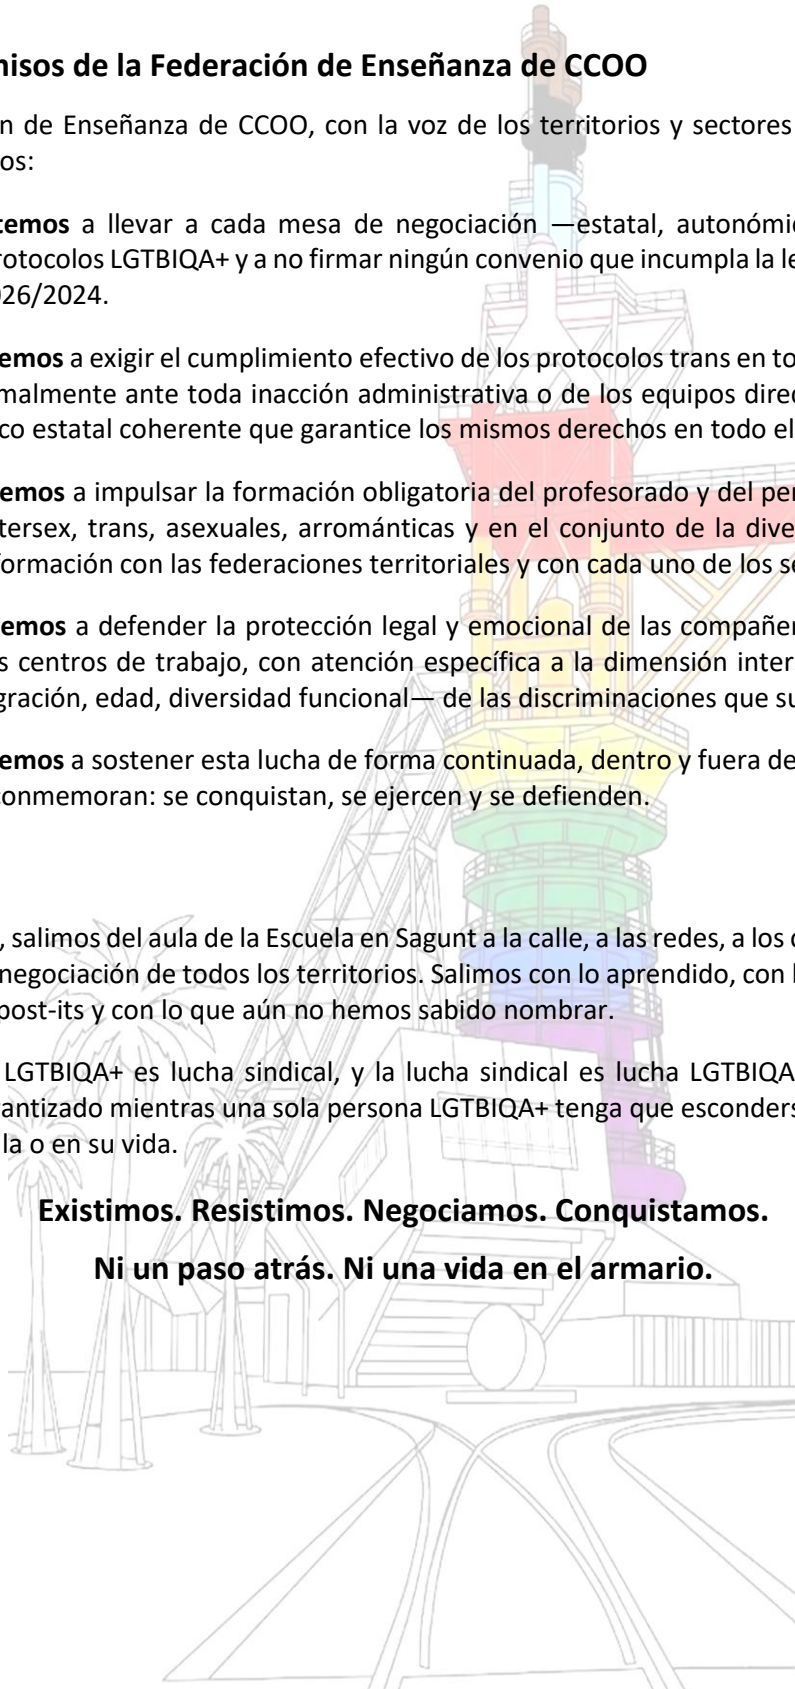 nisos de la Federación de Enseñanza de CCOO
n de Enseñanza de CCOO, con la voz de los territorios y sectores
os:
temos a llevar a cada mesa de negociación —estatal, autonómi
rotocolos LGTBIQA+ y a no firmar ningún convenio que incumpla la le
026/2024.
emos a exigir el cumplimiento efectivo de los protocolos trans en to
malmente ante toda inacción administrativa o de los equipos direc
co estatal coherente que garantice los mismos derechos en todo el
emos a impulsar la formación obligatoria del profesorado y del per
tersex, trans, asexuales, arrománticas y en el conjunto de la dive
formación con las federaciones territoriales y con cada uno de los se
emos a defender la protección legal y emocional de las compañer
s centros de trabajo, con atención específica a la dimensión inter
gración, edad, diversidad funcional— de las discriminaciones que su
emos a sostener esta lucha de forma continuada, dentro y fuera de
conmemoran: se conquistan, se ejercen y se defienden.
, salimos del aula de la Escuela en Sagunt a la calle, a las redes, a los
negociación de todos los territorios. Salimos con lo aprendido, con
post-its y con lo que aún no hemos sabido nombrar.
LGTBIQA+ es lucha sindical, y la lucha sindical es lucha LGTBIQA
rantizado mientras una sola persona LGTBIQA+ tenga que esconders
la o en su vida.
Existimos. Resistimos. Negociamos. Conquistamos.
Ni un paso atrás. Ni una vida en el armario.